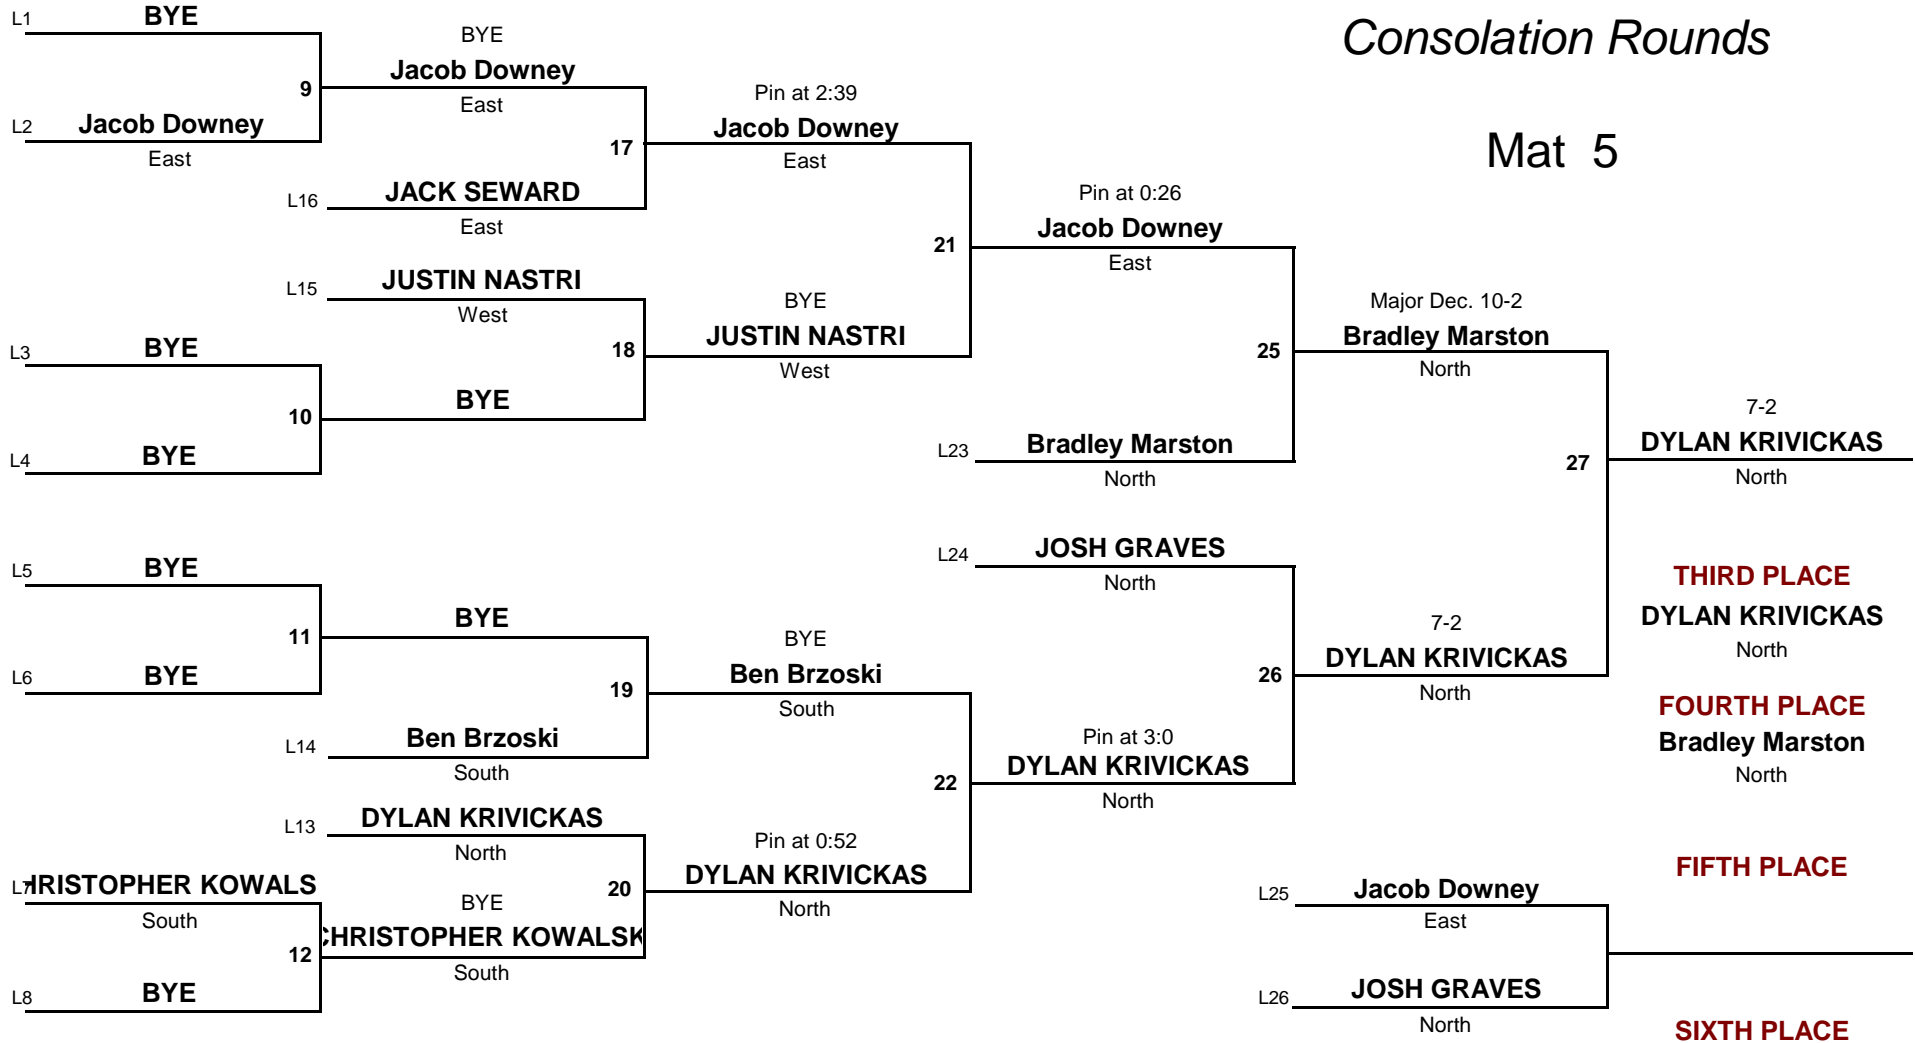 Consolation Rounds
Mat 5
L1 BYE
9
L2 Jacob Downey
East
BYE
Jacob Downey
East
17
L16 JACK SEWARD
East
Pin at 2:39
Jacob Downey
East
L15 JUSTIN NASTRI
West
18
L3 BYE
10
L4 BYE
BYE
BYE
JUSTIN NASTRI
West
21
Pin at 0:26
Jacob Downey
East
25
L23 Bradley Marston
North
Major Dec. 10-2
Bradley Marston
North
27
7-2
DYLAN KRIVICKAS
North
L5 BYE
11
L6 BYE
BYE
19
L14 Ben Brzoski
South
BYE
Ben Brzoski
South
22
L13 DYLAN KRIVICKAS
North
20
L7 HRISTOPHER KOWALS
South
12
L8 BYE
BYE
CHRISTOPHER KOWALSK
South
Pin at 0:52
DYLAN KRIVICKAS
North
L24 JOSH GRAVES
North
26
Pin at 3:0
DYLAN KRIVICKAS
North
7-2
DYLAN KRIVICKAS
North
THIRD PLACE
DYLAN KRIVICKAS
North
FOURTH PLACE
Bradley Marston
North
L25 Jacob Downey
East
L26 JOSH GRAVES
North
FIFTH PLACE
SIXTH PLACE